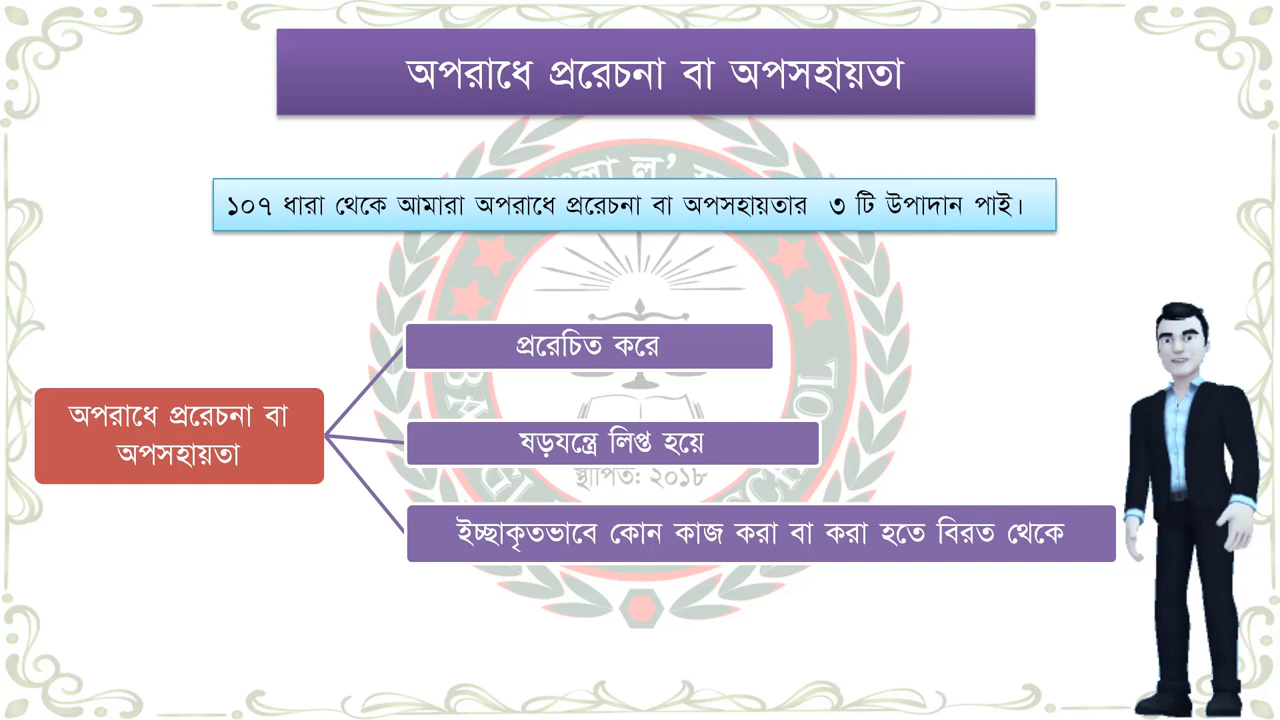 অপরাধে প্ররেচনা বা অপসহায়তা
১০৭ ধারা থেকে আমারা অপরাধে প্ররেচনা বা অপসহায়তার ৩ টি উপাদান পাই।
প্ররেচিত করে
অপরাধে প্ররেচনা বা
অপসহায়তা
ষড়যন্ত্রে লিপ্ত হয়ে
স্থাপিত: ২০১৮
ইচ্ছাকৃতভাবে কোন কাজ করা বা করা হতে বিরত থেকে